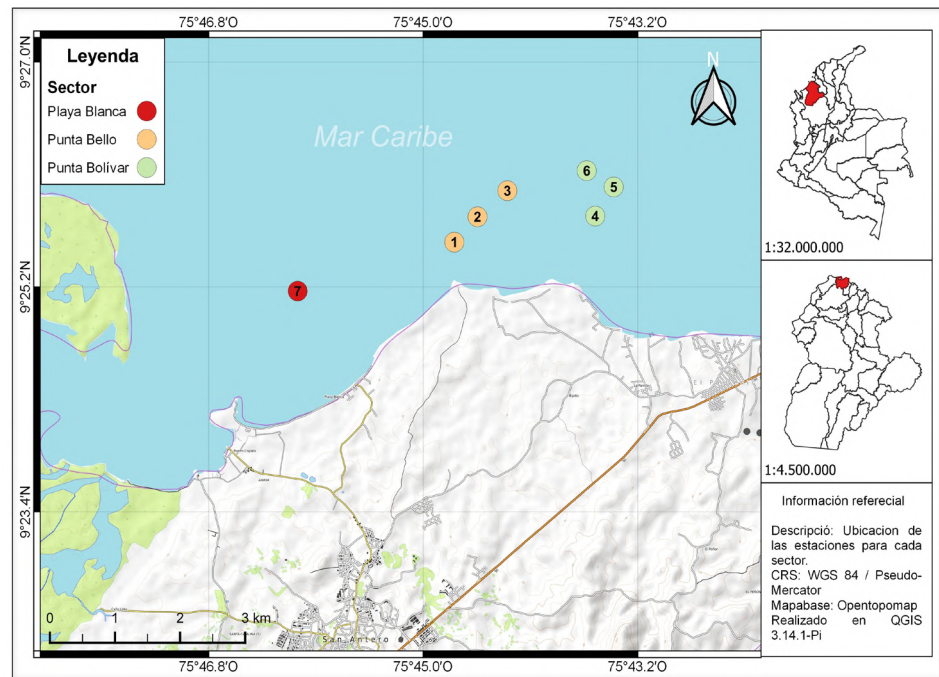 75°46.8'O
75°45.0'O
75°43.2'O
9°27.0'N
9°25.2'N
9°23.4'N
Leyenda
Sector
Playa Blanca
Punta Bello
Punta Bolívar
Mar Caribe
N
6
5
4
3
2
1
7
Playa Blanca
San Antero
0 1 2 3 km
75°46.8'O
75°45.0'O
75°43.2'O
1:32.000.000
1:4.500.000
Información referecial
Descripció: Ubicacion de
las estaciones para cada
sector.
CRS: WGS 84 / Pseudo-
Mercator
Mapabase: Opentopomap
Realizado en QGIS
3.14.1-Pi